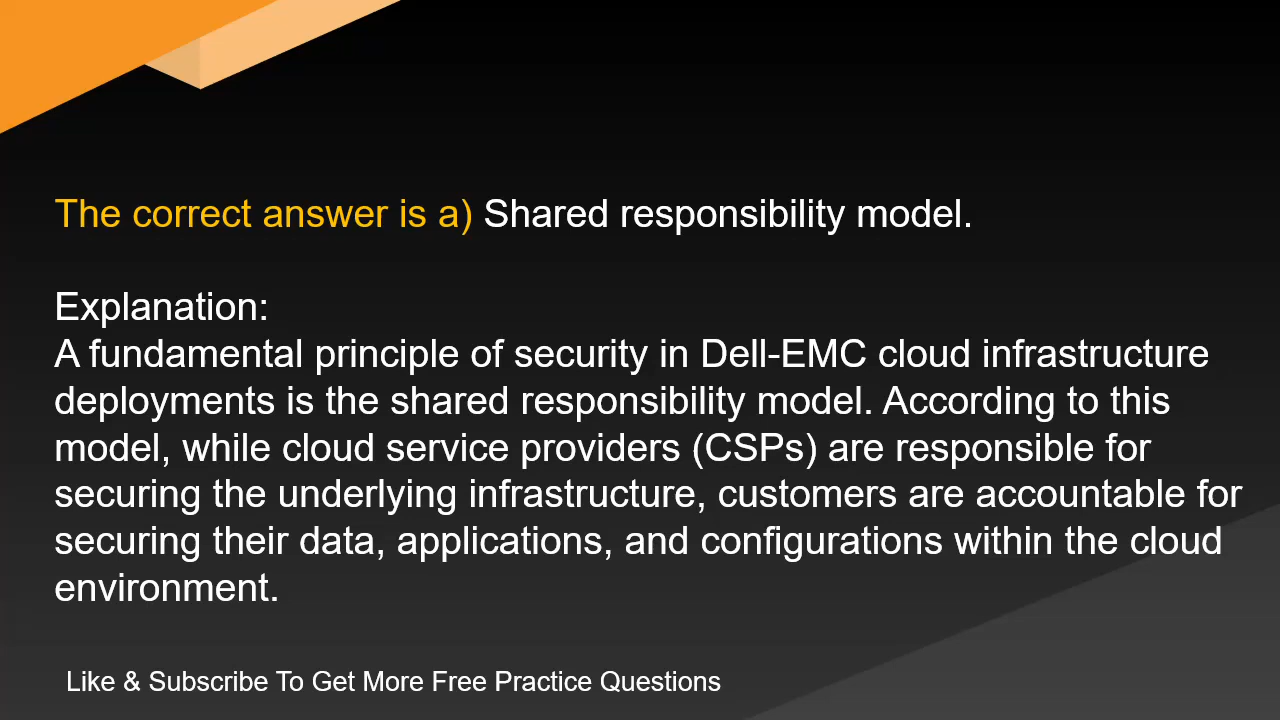 The correct answer is a) Shared responsibility model.
Explanation:
A fundamental principle of security in Dell-EMC cloud infrastructure
deployments is the shared responsibility model. According to this
model, while cloud service providers (CSPs) are responsible for
securing the underlying infrastructure, customers are accountable for
securing their data, applications, and configurations within the cloud
environment.
Like & Subscribe To Get More Free Practice Questions